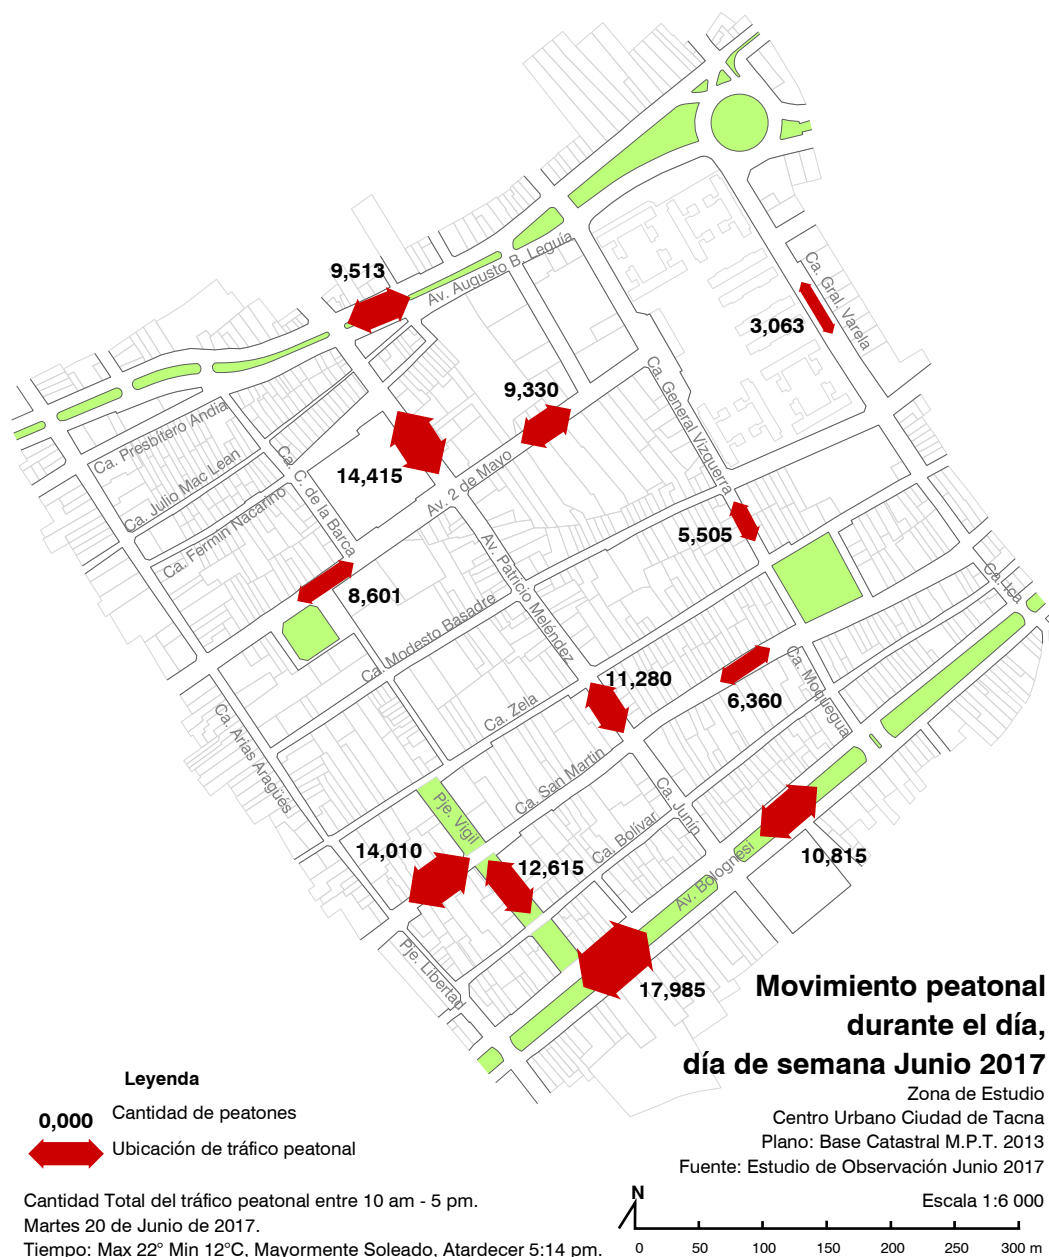 9,513
Av. Augusto B. Leguía
Ca. Gral. Varela
3,063
9,330
Ca. General Vizquerra
Ca. Presbítero Andia
Ca. Julio Mac Lean
Ca. Fermin Nacarino
Ca. C. de la Barca
14,415
Av. 2 de Mayo
5,505
Av. Patricio Meléndez
8,601
Ca. Modesto Basadre
Ca. Ica
11,280
6,360
Ca. Moquegua
Ca. Zela
Ca. Arias Aragüés
Ca. San Martin
Ca. Junín
Pje. Vigil
Ca. Bolívar
14,010
12,615
10,815
Av. Bolognesi
Pje. Libertad
17,985
Movimiento peatonal
durante el día,
día de semana Junio 2017
Zona de Estudio
Centro Urbano Ciudad de Tacna
Plano: Base Catastral M.P.T. 2013
Fuente: Estudio de Observación Junio 2017
Leyenda
0,000 Cantidad de peatones
Ubicación de tráfico peatonal
Cantidad Total del tráfico peatonal entre 10 am - 5 pm.
Martes 20 de Junio de 2017.
Tiempo: Max 22° Min 12°C, Mayormente Soleado, Atardecer 5:14 pm.
N
Escala 1:6 000
0 50 100 150 200 250 300 m